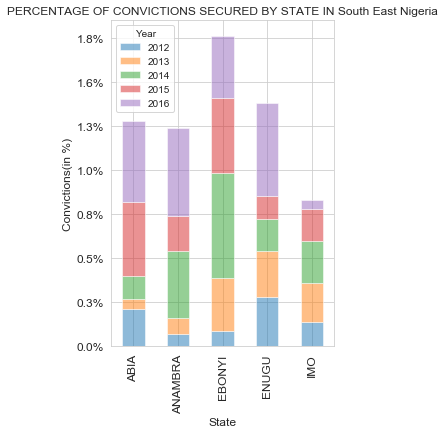 PERCENTAGE OF CONVICTIONS SECURED BY STATE IN South East Nigeria
Year
2012
2013
2014
2015
2016
1.8%
1.6%
1.3%
1.0%
0.8%
0.5%
0.3%
0.0%
Convictions(in %)
ABIA
ANAMBRA
EBONYI
ENUGU
IMO
State